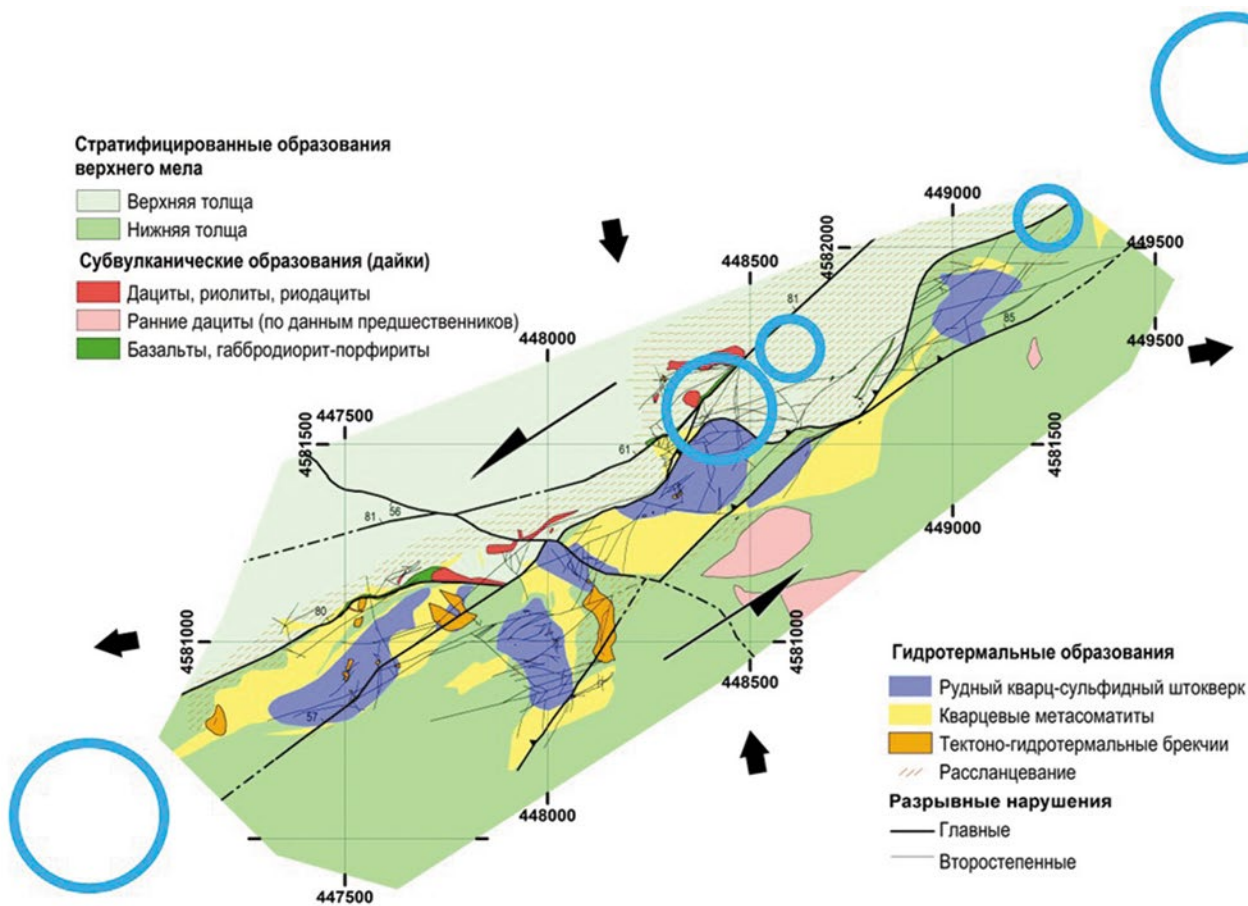 Стратифицированные образования
верхнего мела
Верхняя толща
Нижняя толща
Субвулканические образования (дайки)
Дациты, риолиты, риодациты
Ранние дациты (по данным предшественников)
Базальты, габбродиорит-порфириты
449000
449500
4582000
448500
81
85
449500
448000
447500
4581500
61
4581500
56
81
449000
80
4581000
4581000
448500
57
448000
447500
Гидротермальные образования
Рудный кварц-сульфидный штокверк
Кварцевые метасоматиты
Тектоно-гидротермальные брекчии
Рассланцевание
Разрывные нарушения
Главные
Второстепенные